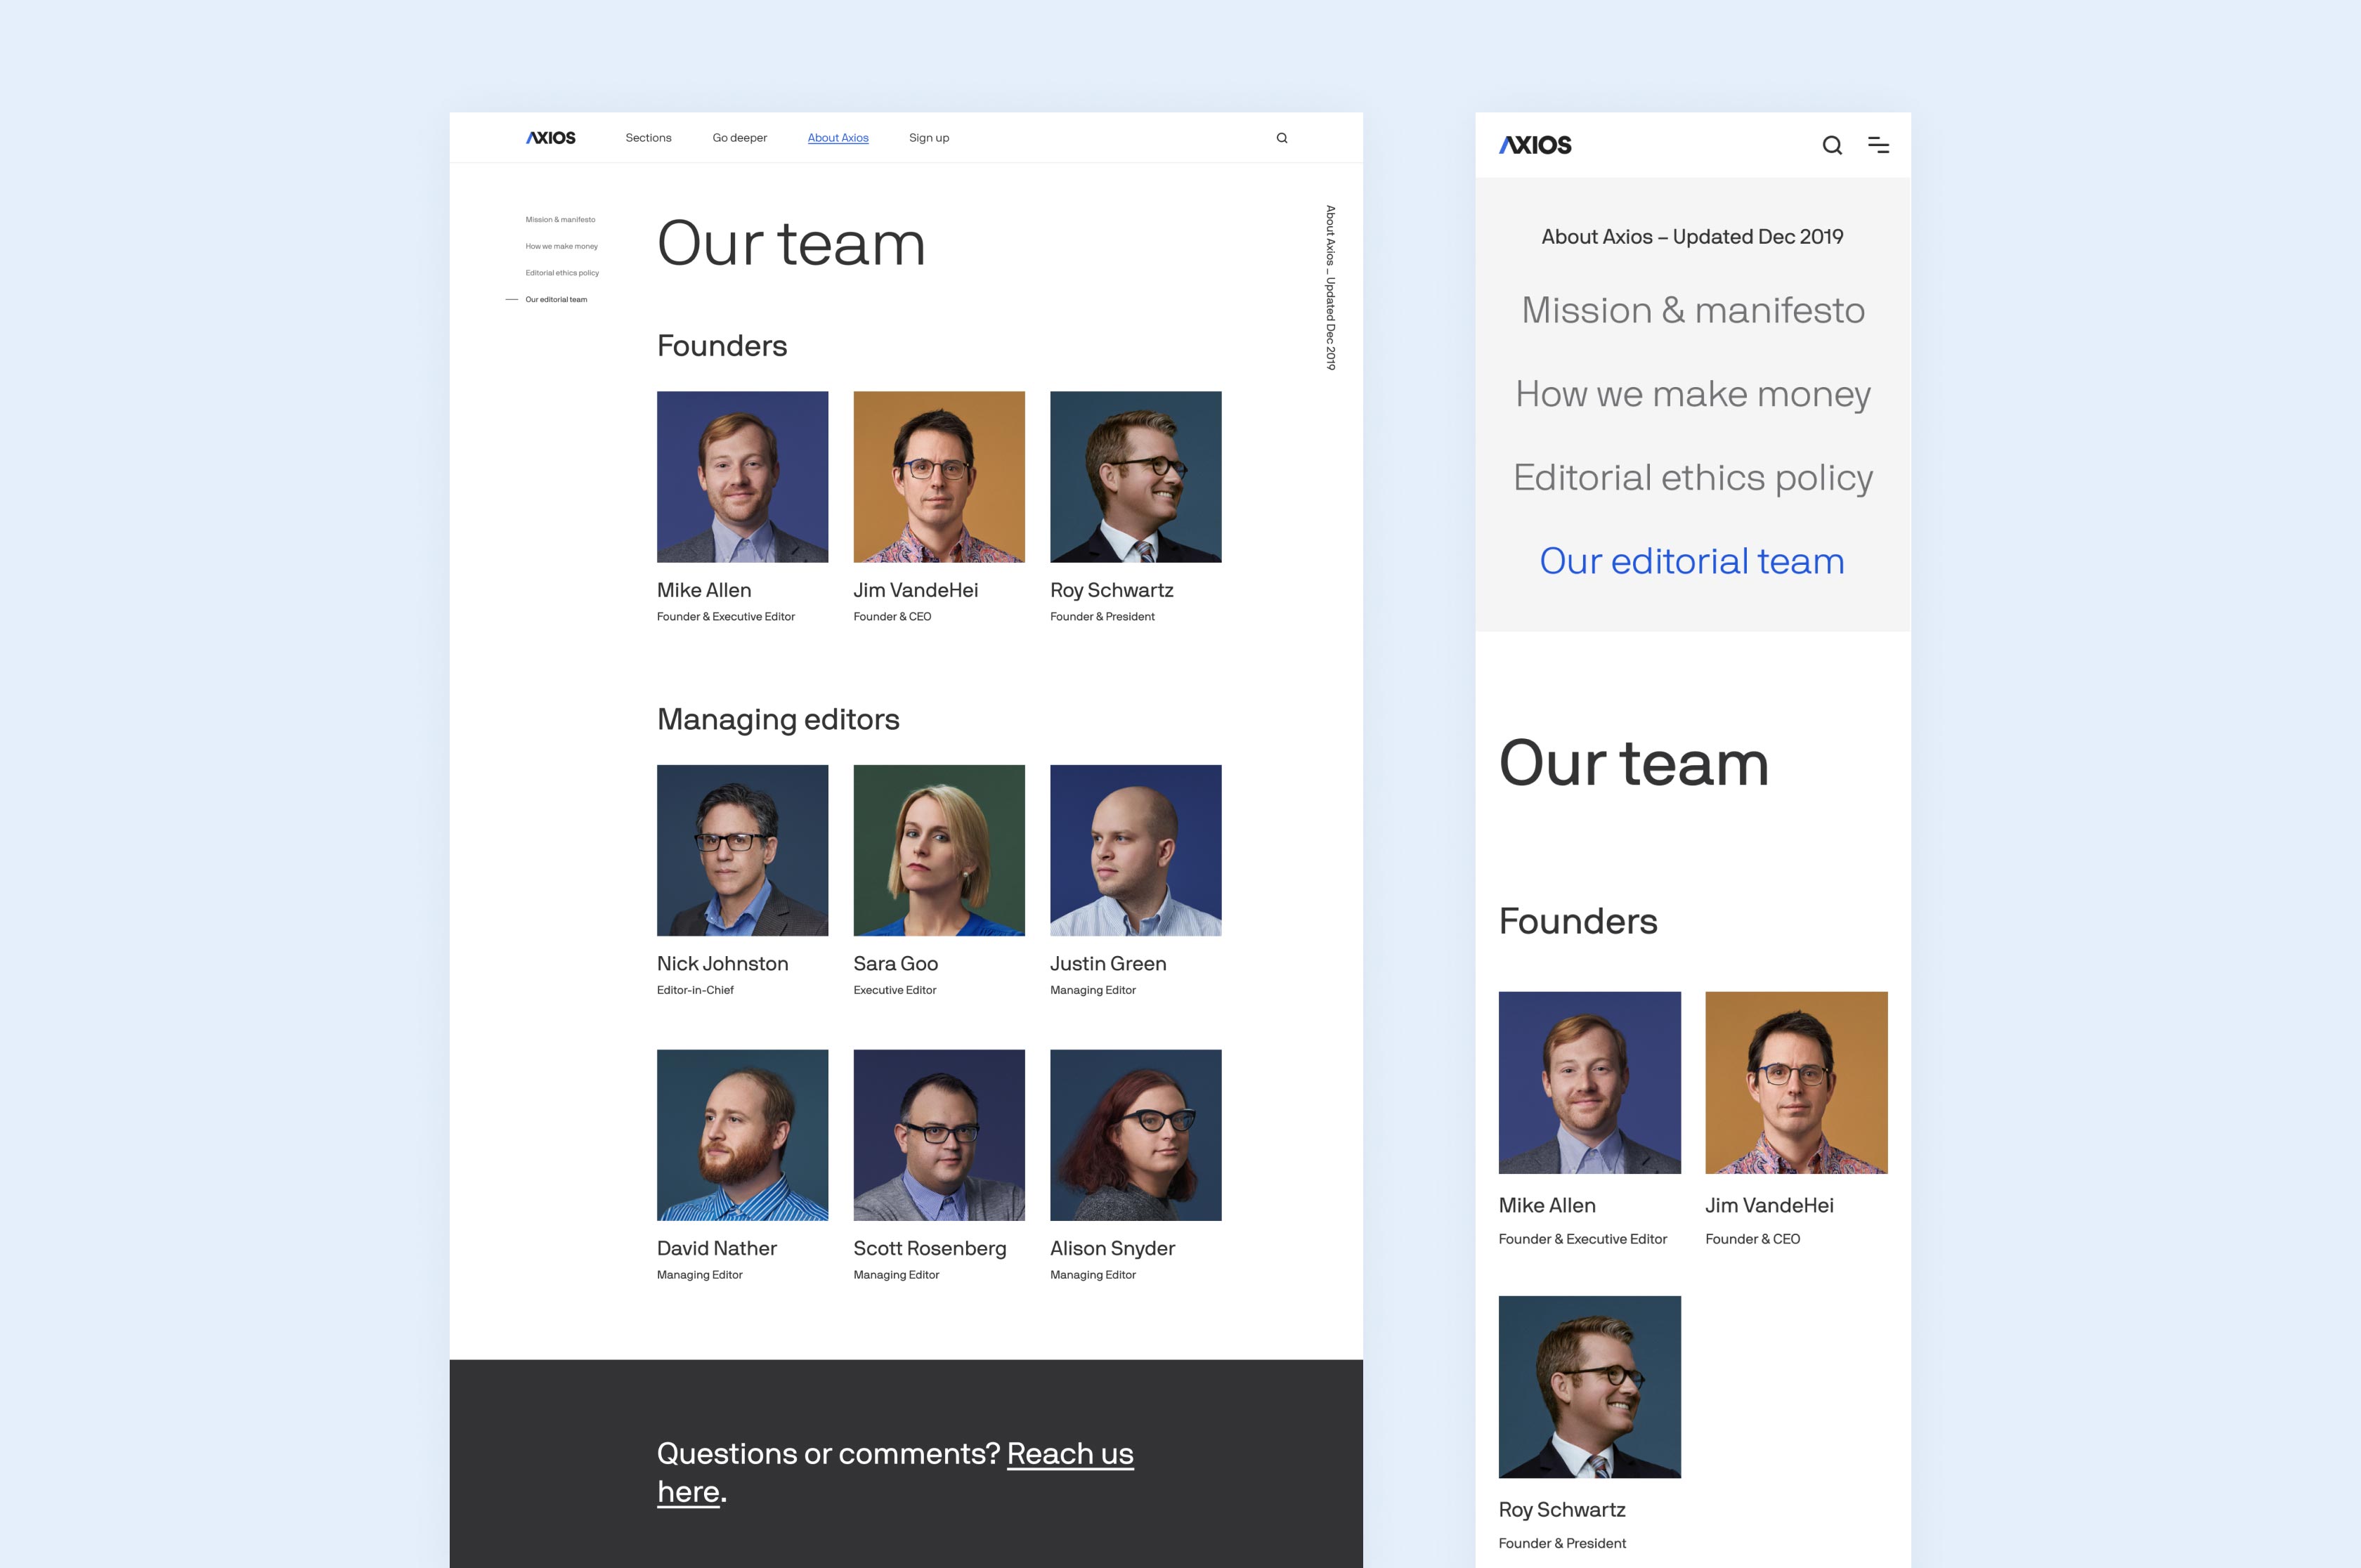 AXIOS
Sections
Go deeper
About Axios
Sign up
Mission & manifesto
How we make money
Editorial ethics policy
Our editorial team
About Axios _ Updated Dec 2019
Our team
Founders
Mike Allen
Founder & Executive Editor
Jim VandeHei
Founder & CEO
Roy Schwartz
Founder & President
Managing editors
Nick Johnston
Editor-in-Chief
Sara Goo
Executive Editor
Justin Green
Managing Editor
David Nather
Managing Editor
Scott Rosenberg
Managing Editor
Alison Snyder
Managing Editor
Questions or comments? Reach us
here.
AXIOS
About Axios – Updated Dec 2019
Mission & manifesto
How we make money
Editorial ethics policy
Our editorial team
Our team
Founders
Mike Allen
Founder & Executive Editor
Jim VandeHei
Founder & CEO
Roy Schwartz
Founder & President